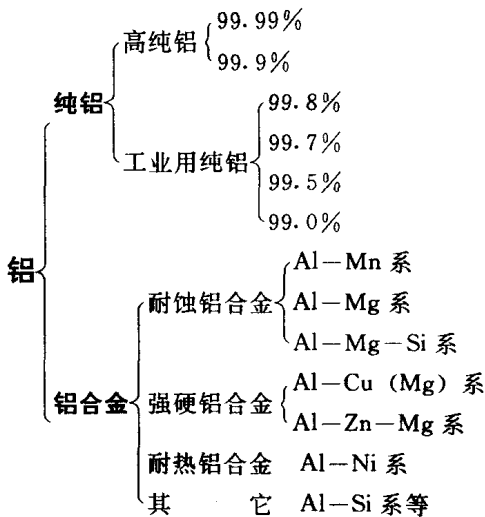 铝
纯铝
高纯铝
99.99%
99.9%
工业用纯铝
99.8%
99.7%
99.5%
99.0%
铝合金
耐蚀铝合金
Al-Mn 系
Al-Mg 系
Al-Mg-Si 系
强硬铝合金
Al-Cu (Mg) 系
Al-Zn-Mg 系
耐热铝合金 Al-Ni 系
其 它 Al-Si 系等